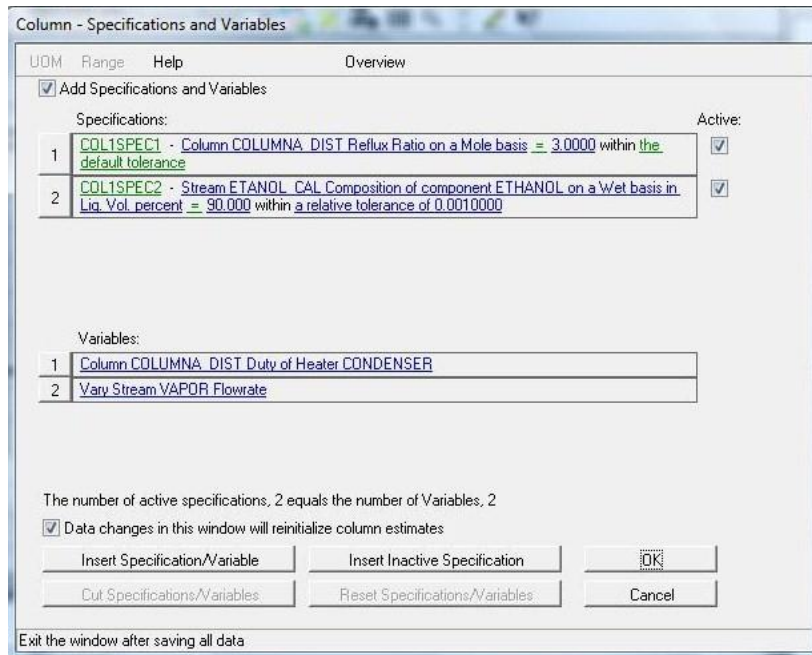 Column - Specifications and Variables
UOM Range Help Overview
Add Specifications and Variables
Specifications:
Active:
1
COL1SPEC1 - Column COLUMNA_DIST Reflux Ratio on a Mole basis = 3.0000 within the
default tolerance
2
COL1SPEC2 - Stream ETANOL_CAL Composition of component ETHANOL on a Wet basis in
Liq. Vol. percent = 90.000 within a relative tolerance of 0.0010000
Variables:
1 Column COLUMNA_DIST Duty of Heater CONDENSER
2 Vary Stream VAPOR Flowrate
The number of active specifications, 2 equals the number of Variables, 2
Data changes in this window will reinitialize column estimates
Insert Specification/Variable Insert Inactive Specification OK
Cut Specifications/Variables Reset Specifications/Variables Cancel
Exit the window after saving all data